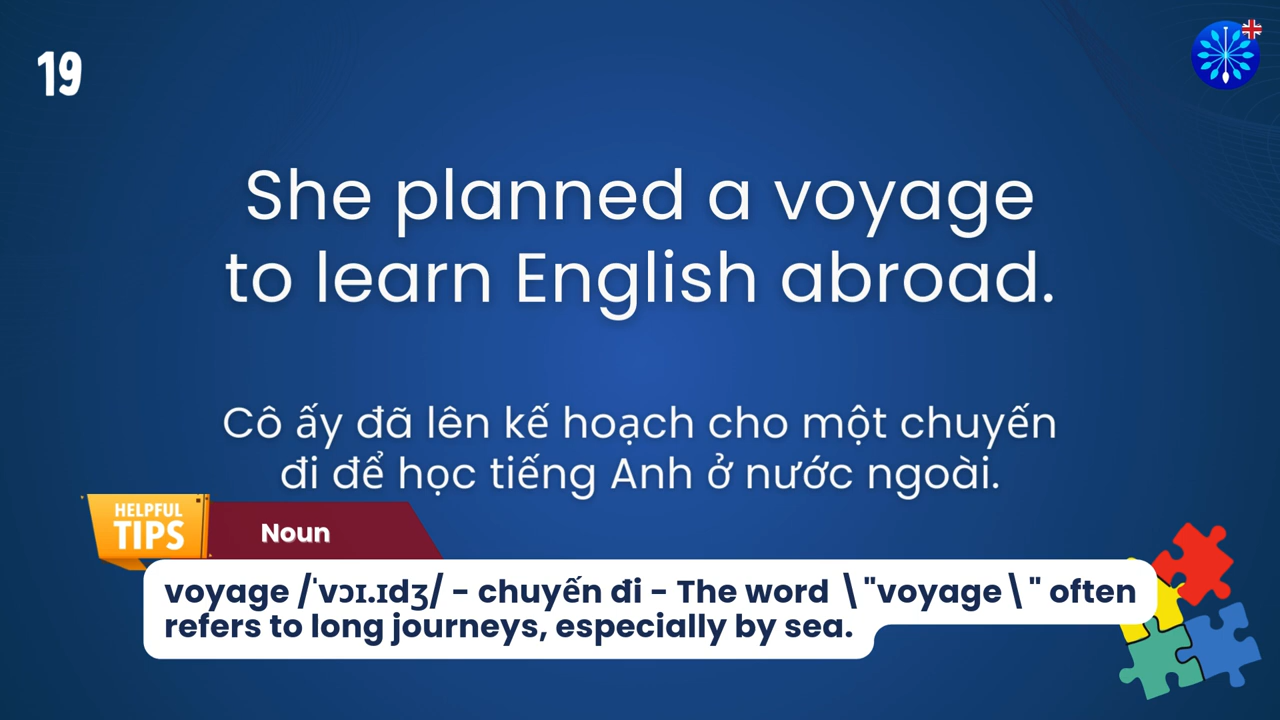 19
She planned a voyage
to learn English abroad.
Cô ấy đã lên kế hoạch cho một chuyến
đi để học tiếng Anh ở nước ngoài.
HELPFUL
TIPS
Noun
voyage /ˈvɔɪ.ɪdʒ/ - chuyến đi - The word \"voyage\" often
refers to long journeys, especially by sea.